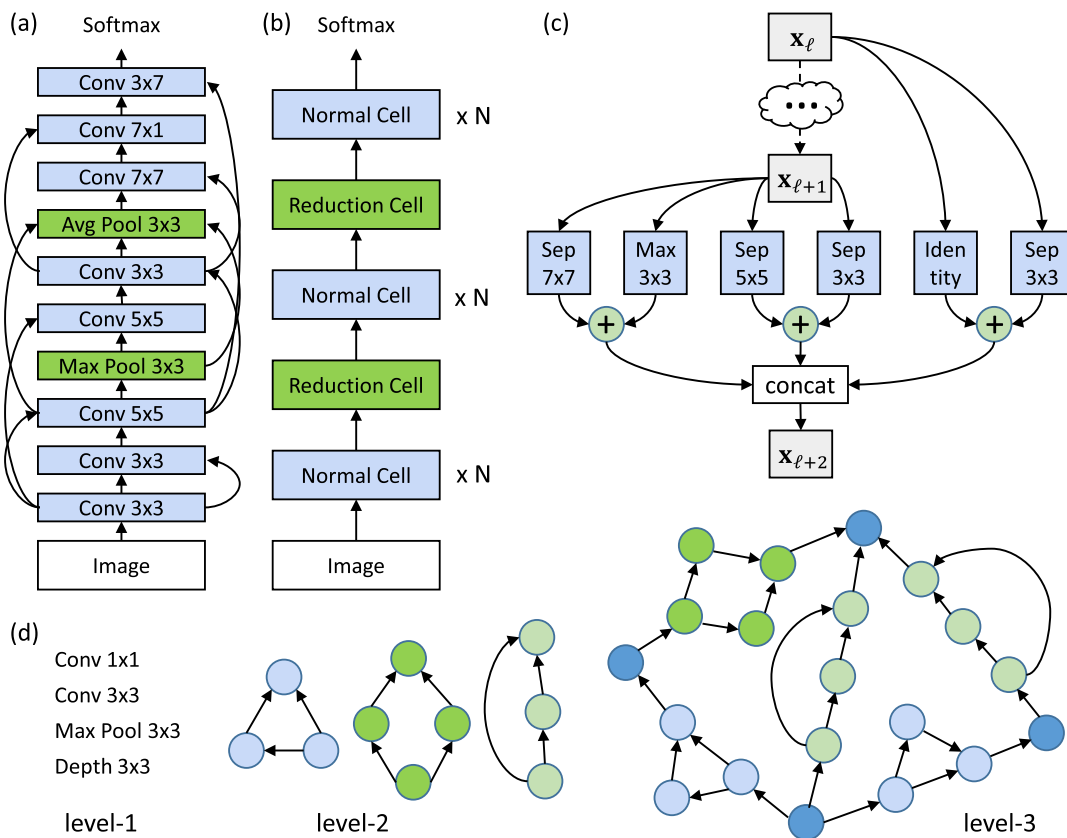 (a)
Softmax
Conv 3x7
Conv 7x1
Conv 7x7
Avg Pool 3x3
Conv 3x3
Conv 5x5
Max Pool 3x3
Conv 5x5
Conv 3x3
Conv 3x3
Image
(b)
Softmax
Normal Cell x N
Reduction Cell
Normal Cell x N
Reduction Cell
Normal Cell x N
Image
(c)
xℓ
...
xℓ+1
Sep
7x7
Max
3x3
Sep
5x5
Sep
3x3
Iden
tity
Sep
3x3
+ + +
concat
xℓ+2
(d)
Conv 1x1
Conv 3x3
Max Pool 3x3
Depth 3x3
level-1 level-2 level-3